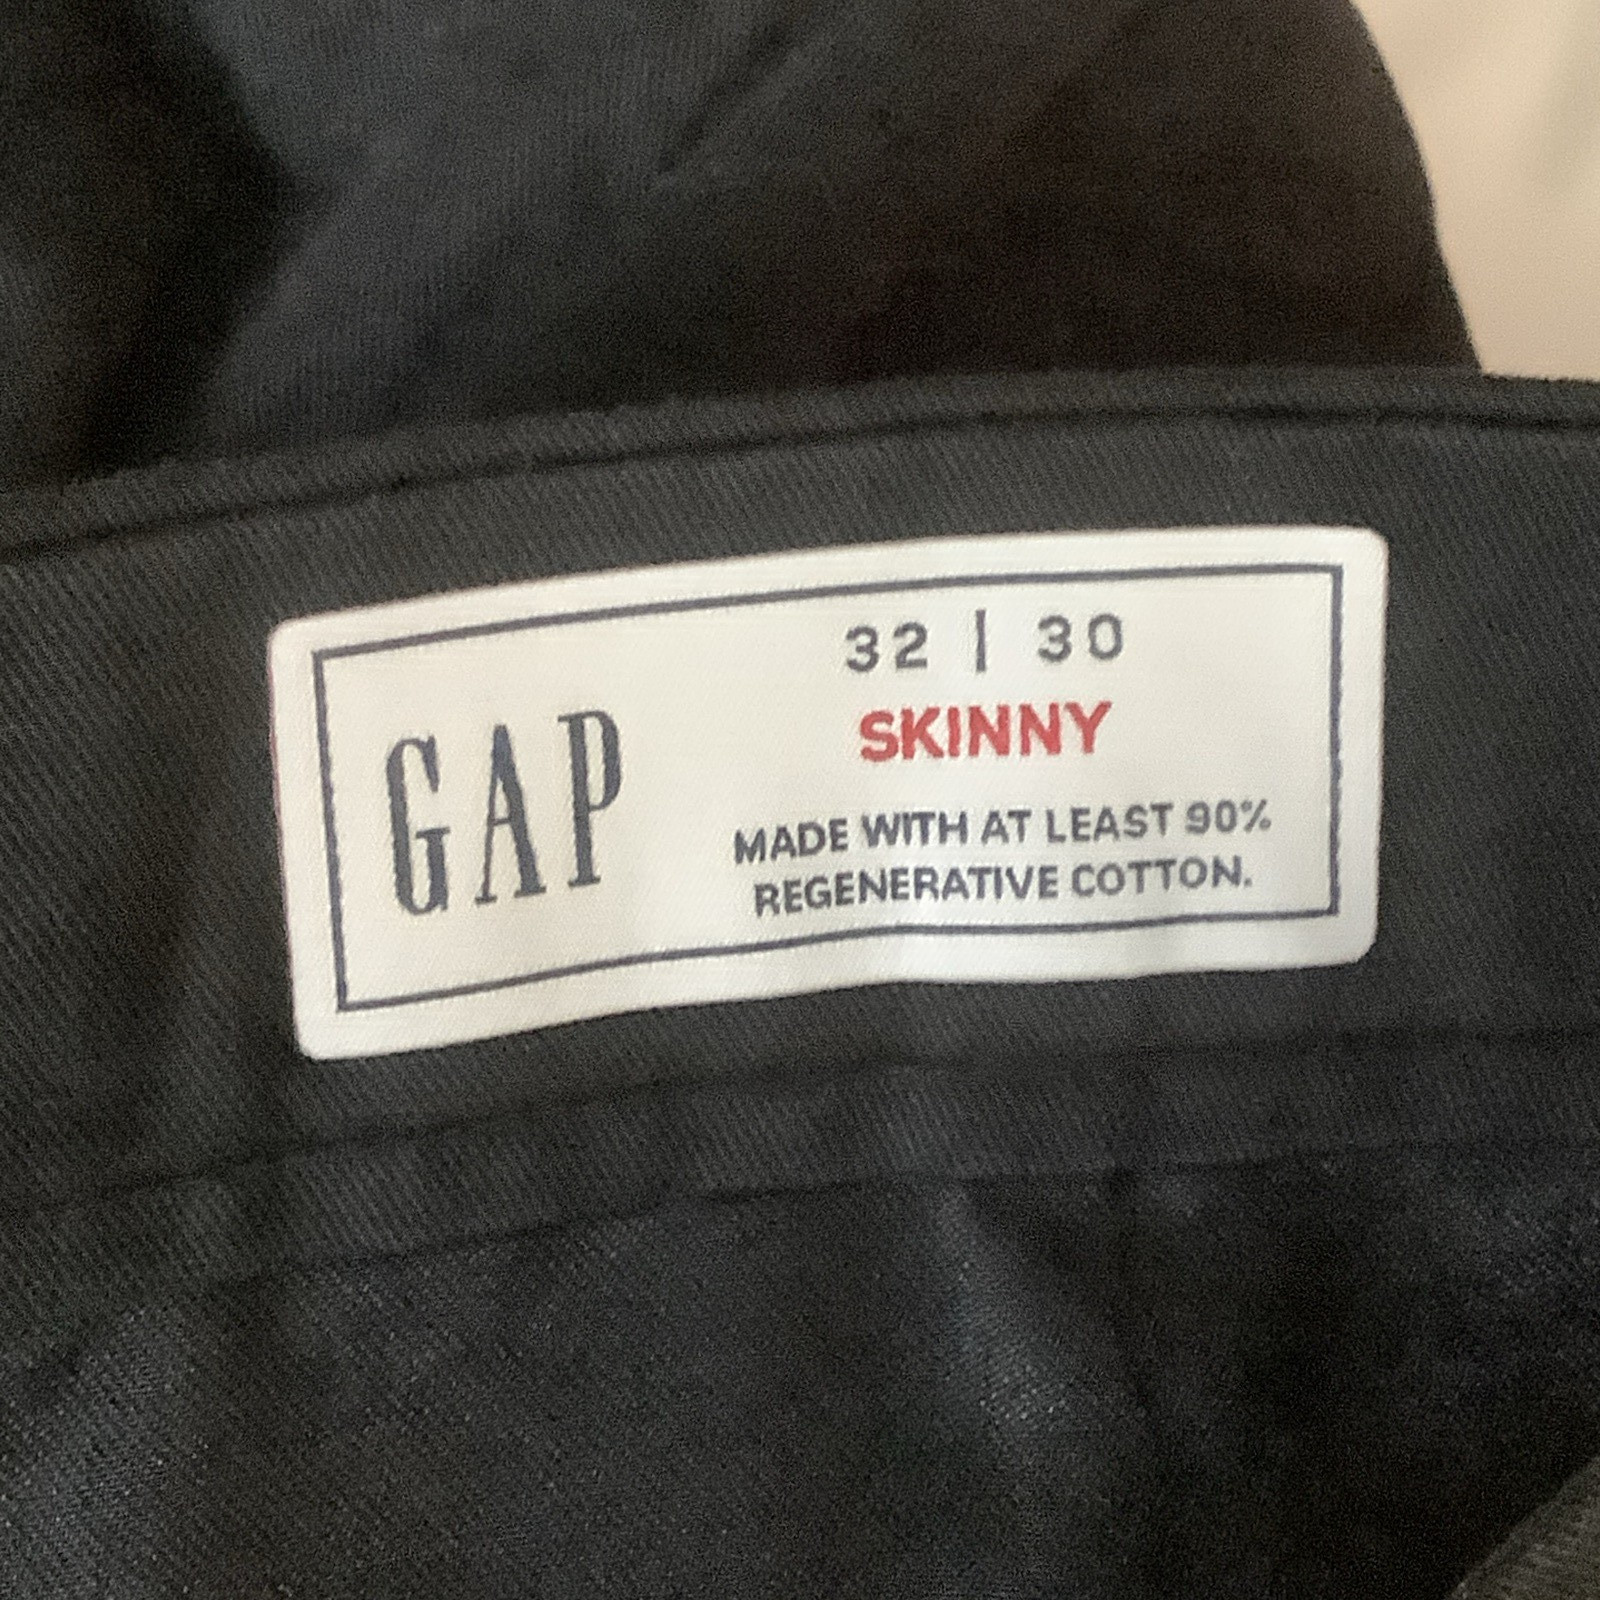 GAP
32 | 30
SKINNY
MADE WITH AT LEAST 90%
REGENERATIVE COTTON.